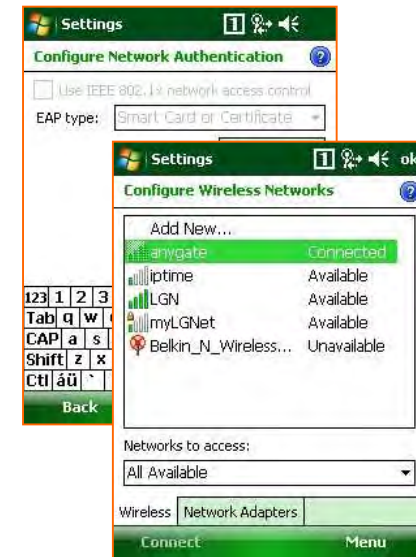 Settings
1
Configure Network Authentication ?
Use IEEE 802.1x network access control
EAP type: Smart Card or Certificate
123 1 2 3
Tab q w
CAP a s
Shift z x
Ctl áü `
Back
Settings
1
ok
Configure Wireless Networks ?
Add New...
anygate Connected
iptime Available
LGN Available
myLGNet Available
Belkin_N_Wireless... Unavailable
Networks to access:
All Available
Wireless Network Adapters
Connect Menu